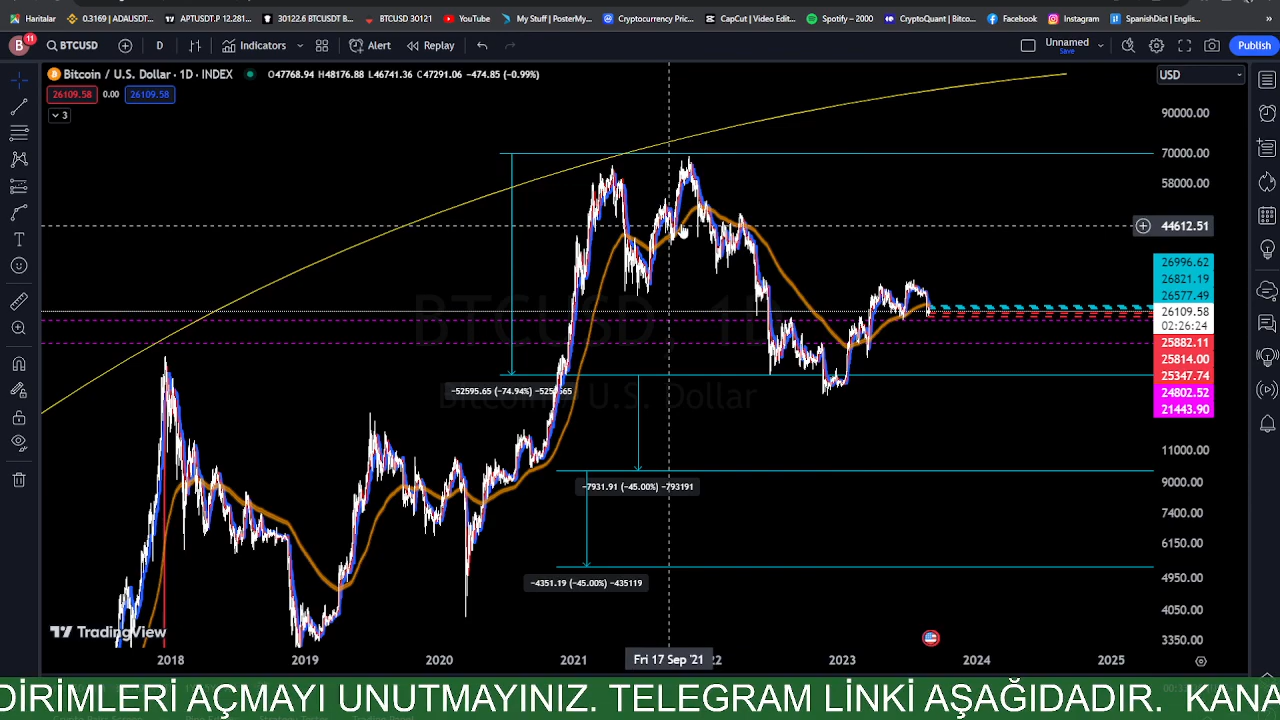 Haritalar
0.3169 | ADAUSDT...
APTUSDT.P 12.281...
30122.6 BTCUSDT B...
BTCUSD 30121
YouTube
My Stuff | PosterMy...
Cryptocurrency Pric...
CapCut | Video Edit...
Spotify – 2000
CryptoQuant | Bitco...
Facebook
Instagram
SpanishDict | Englis...
»
B 11
BTCUSD
D
Indicators
Alert
Replay
Unnamed
Save
Publish
Bitcoin / U.S. Dollar · 1D · INDEX
O47768.94 H48176.88 L46741.36 C47291.06 −474.85 (−0.99%)
26109.58 0.00 26109.58
3
USD
90000.00
70000.00
58000.00
44612.51
26996.62
26821.19
26577.49
26109.58
02:26:24
25882.11
25814.00
25347.74
24802.52
21443.90
11000.00
9000.00
7400.00
6150.00
4950.00
4050.00
3350.00
BTCUSD 1D
Bitcoin / U.S. Dollar
−7931.91 (−45.00%) −793191
−4351.19 (−45.00%) −435119
TradingView
2018 2019 2020 2021 Fri 17 Sep '21 2023 2024 2025
DİRİMLERİ AÇMAYI UNUTMAYINIZ. TELEGRAM LİNKİ AŞAĞIDADIR. KANA